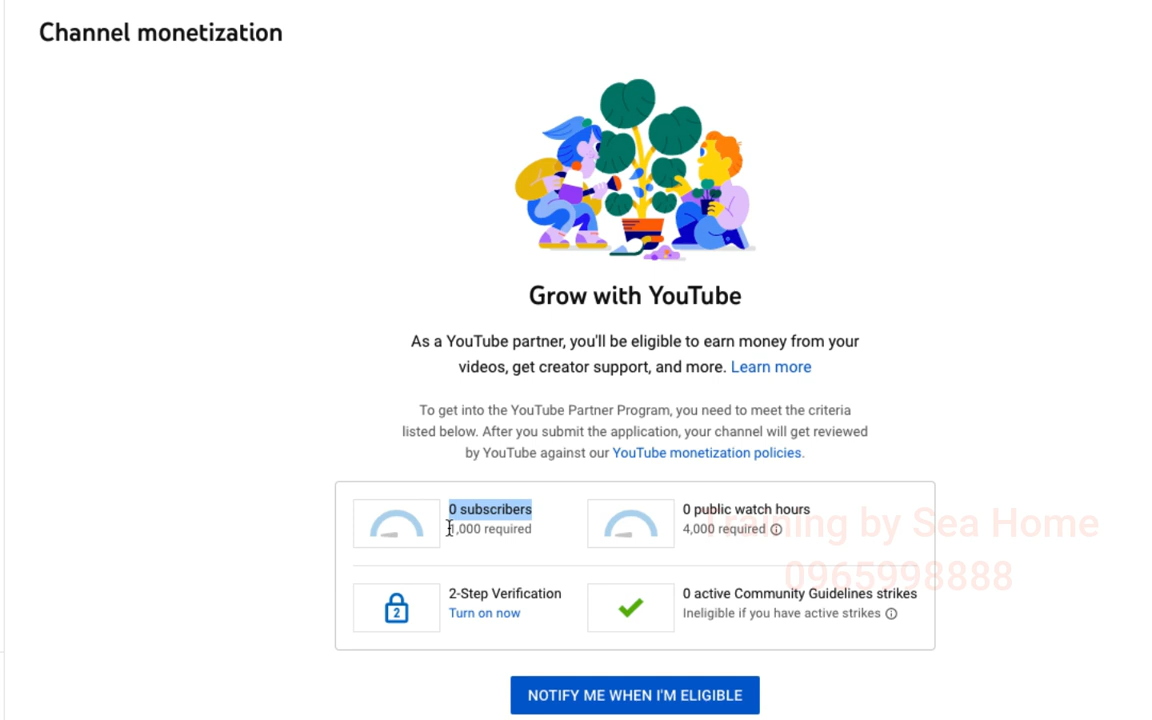 Channel monetization
Grow with YouTube
As a YouTube partner, you'll be eligible to earn money from your
videos, get creator support, and more. Learn more
To get into the YouTube Partner Program, you need to meet the criteria
listed below. After you submit the application, your channel will get reviewed
by YouTube against our YouTube monetization policies.
0 subscribers
1,000 required
0 public watch hours
4,000 required
Training by Sea Home
0965998888
2
2-Step Verification
Turn on now
0 active Community Guidelines strikes
Ineligible if you have active strikes
NOTIFY ME WHEN I'M ELIGIBLE